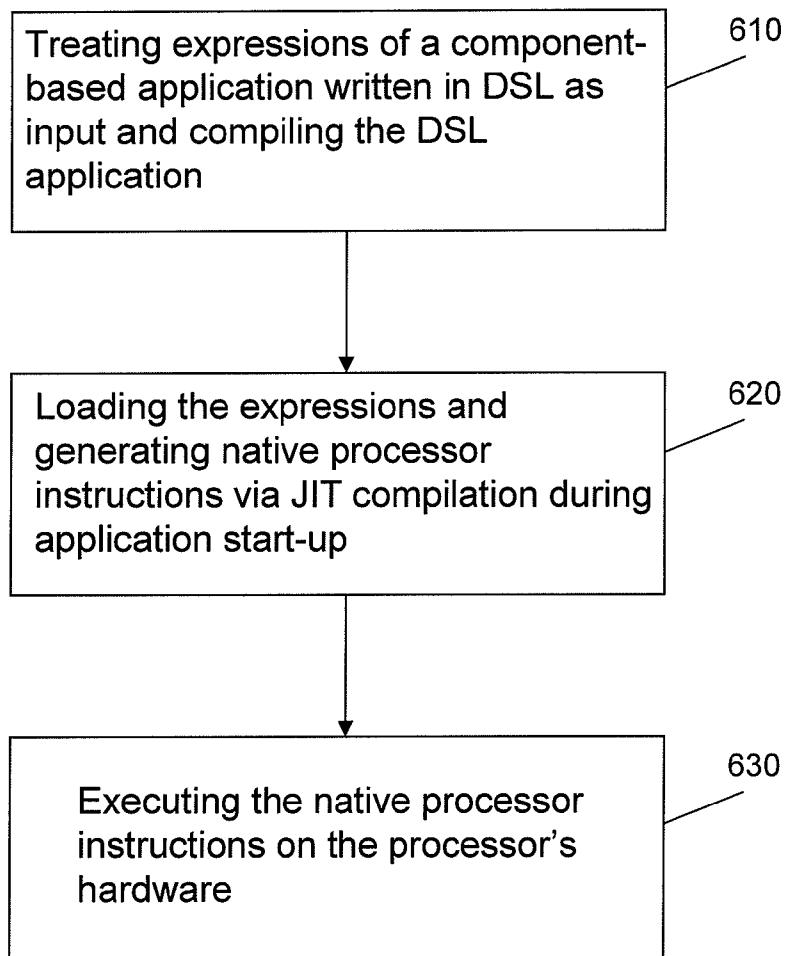 Treating expressions of a component-
based application written in DSL as
input and compiling the DSL
application
610
Loading the expressions and
generating native processor
instructions via JIT compilation during
application start-up
620
Executing the native processor
instructions on the processor's
hardware
630